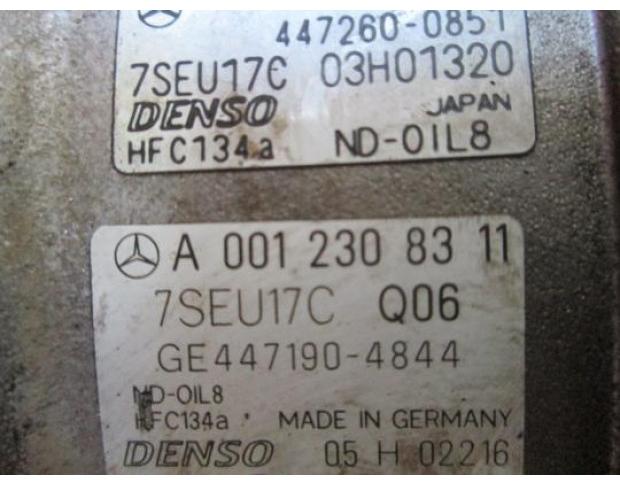 447260-0851
7SEU17C 03H01320
DENSO JAPAN
HFC134a ND-OIL8
A 001 230 83 11
7SEU17C Q06
GE447190-4844
ND-OIL8
HFC134a MADE IN GERMANY
DENSO 05 H 02216